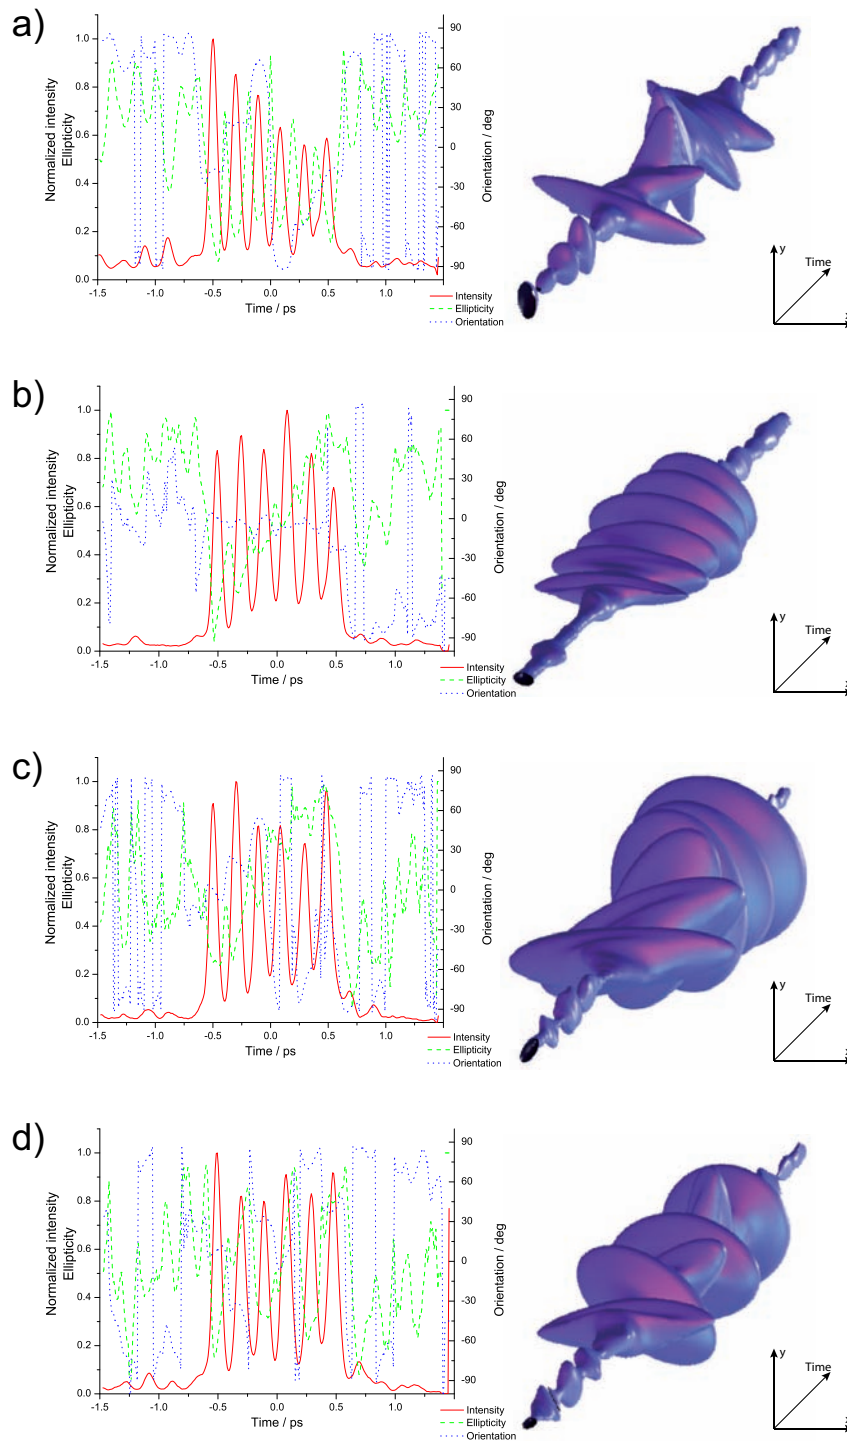 a)
1.0
0.8
0.6
0.4
0.2
0.0
Normalized intensity
Ellipticity
90
60
30
0
-30
-60
-90
Orientation / deg
-1.5 -1.0 -0.5 0.0 0.5 1.0
Time / ps
Intensity
Ellipticity
Orientation
y
Time
b)
1.0
0.8
0.6
0.4
0.2
0.0
Normalized intensity
Ellipticity
90
60
30
0
-30
-60
-90
Orientation / deg
-1.5 -1.0 -0.5 0.0 0.5 1.0
Time / ps
Intensity
Ellipticity
Orientation
y
Time
c)
1.0
0.8
0.6
0.4
0.2
0.0
Normalized intensity
Ellipticity
90
60
30
0
-30
-60
-90
Orientation / deg
-1.5 -1.0 -0.5 0.0 0.5 1.0
Time / ps
Intensity
Ellipticity
Orientation
y
Time
d)
1.0
0.8
0.6
0.4
0.2
0.0
Normalized intensity
Ellipticity
90
60
30
0
-30
-60
-90
Orientation / deg
-1.5 -1.0 -0.5 0.0 0.5 1.0
Time / ps
Intensity
Ellipticity
Orientation
y
Time